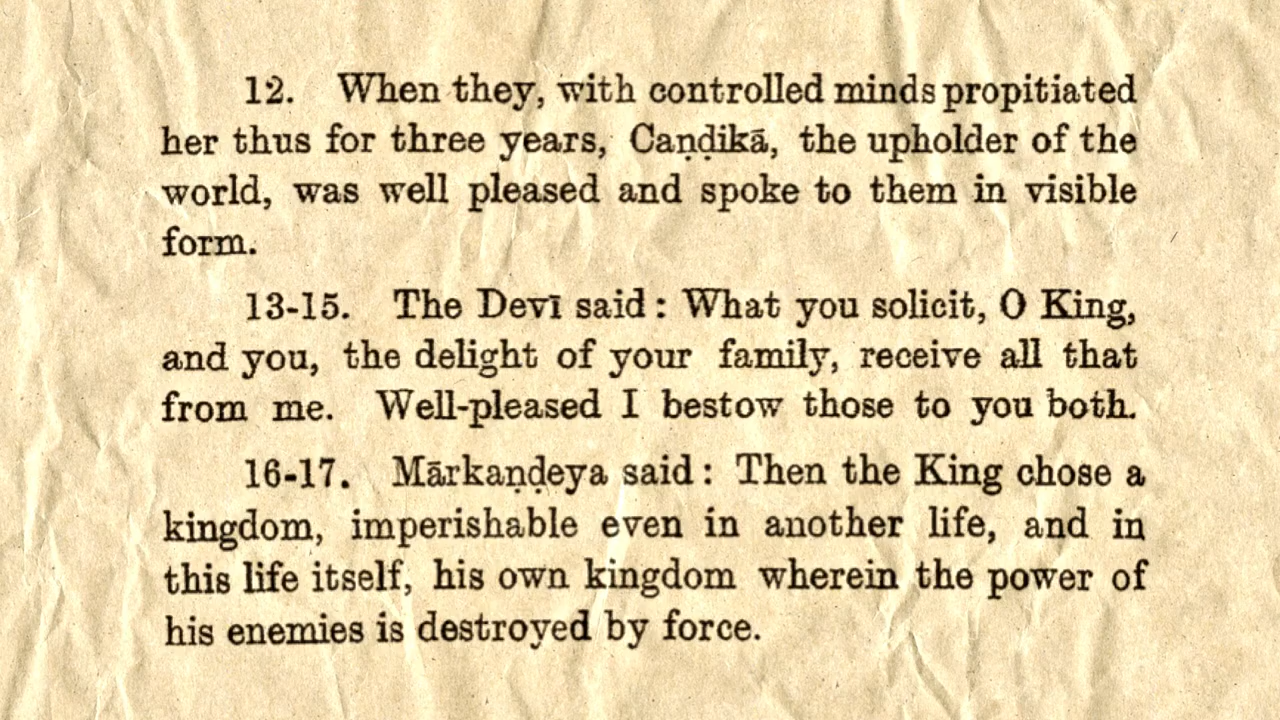 12. When they, with controlled minds propitiated
her thus for three years, Caṇḍikā, the upholder of the
world, was well pleased and spoke to them in visible
form.
13-15. The Devī said : What you solicit, O King,
and you, the delight of your family, receive all that
from me. Well-pleased I bestow those to you both.
16-17. Mārkaṇḍeya said : Then the King chose a
kingdom, imperishable even in another life, and in
this life itself, his own kingdom wherein the power of
his enemies is destroyed by force.